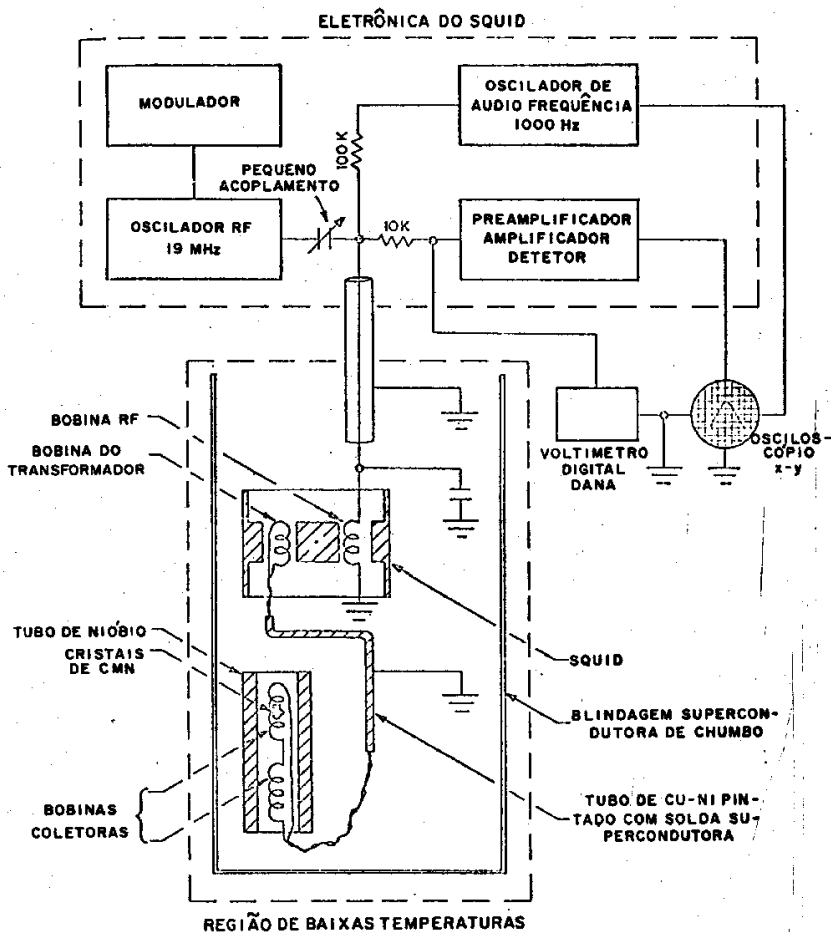 ELETRÔNICA DO SQUID
MODULADOR
OSCILADOR DE
AUDIO FREQUÊNCIA
1000 Hz
100 K
PEQUENO
ACOPLAMENTO
OSCILADOR RF
19 MHz
10K
PREAMPLIFICADOR
AMPLIFICADOR
DETETOR
BOBINA RF
BOBINA DO
TRANSFORMADOR
VOLTIMETRO
DIGITAL
DANA
OSCILOS-
CÓPIO
x-y
TUBO DE NIÓBIO
CRISTAIS
DE CMN
SQUID
BLINDAGEM SUPERCON-
DUTORA DE CHUMBO
BOBINAS
COLETORAS
TUBO DE CU-NI PIN-
TADO COM SOLDA SU-
PERCONDUTORA
REGIÃO DE BAIXAS TEMPERATURAS